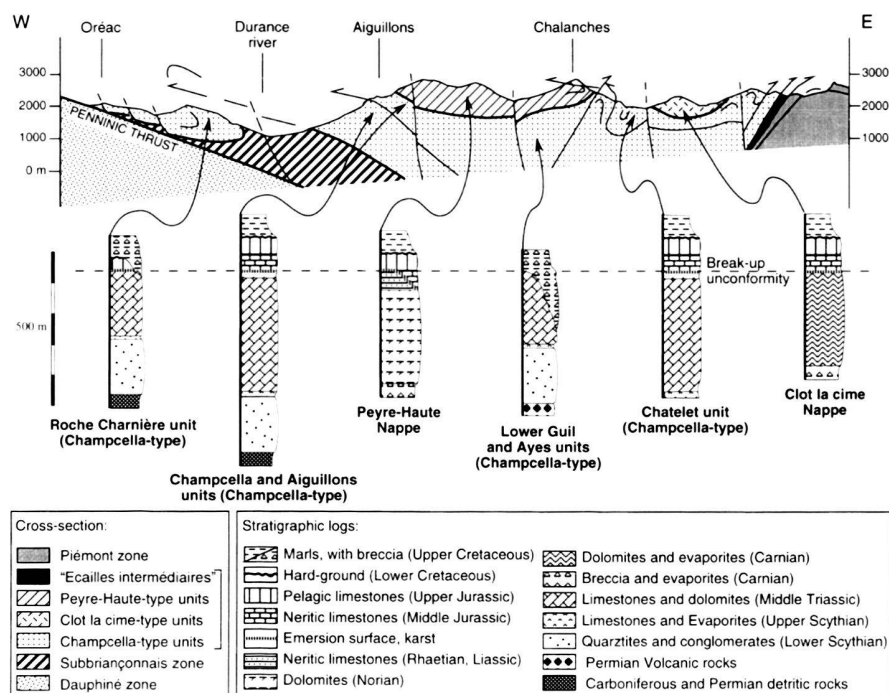 W
E
Oréac
Durance
river
Aiguillons
Chalanches
3000
2000
1000
0 m
3000
2000
1000
PENNINIC THRUST
Break-up
unconformity
500 m
Roche Charnière unit
(Champcella-type)
Champcella and Aiguillons
units (Champcella-type)
Peyre-Haute
Nappe
Lower Guil
and Ayes units
(Champcella-type)
Chatelet unit
(Champcella-type)
Clot la cime
Nappe
Cross-section:
Piémont zone
"Ecailles intermédiaires"
Peyre-Haute-type units
Clot la cime-type units
Champcella-type units
Subbriançonnais zone
Dauphiné zone
Stratigraphic logs:
Marls, with breccia (Upper Cretaceous)
Hard-ground (Lower Cretaceous)
Pelagic limestones (Upper Jurassic)
Neritic limestones (Middle Jurassic)
Emersion surface, karst
Neritic limestones (Rhaetian, Liassic)
Dolomites (Norian)
Dolomites and evaporites (Carnian)
Breccia and evaporites (Carnian)
Limestones and dolomites (Middle Triassic)
Limestones and Evaporites (Upper Scythian)
Quartztites and conglomerates (Lower Scythian)
Permian Volcanic rocks
Carboniferous and Permian detritic rocks